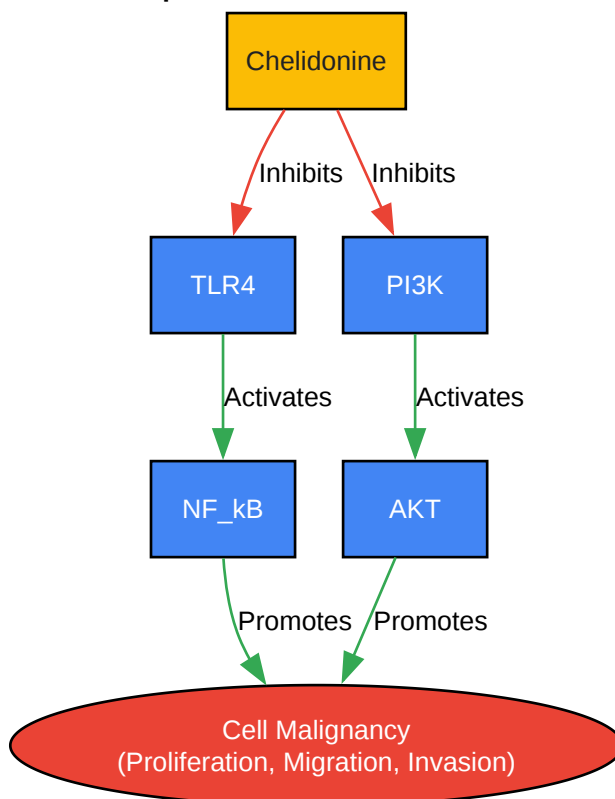 Chelidonine
Inhibits Inhibits
TLR4 PI3K
Activates Activates
NF_kB AKT
Promotes Promotes
Cell Malignancy
(Proliferation, Migration, Invasion)